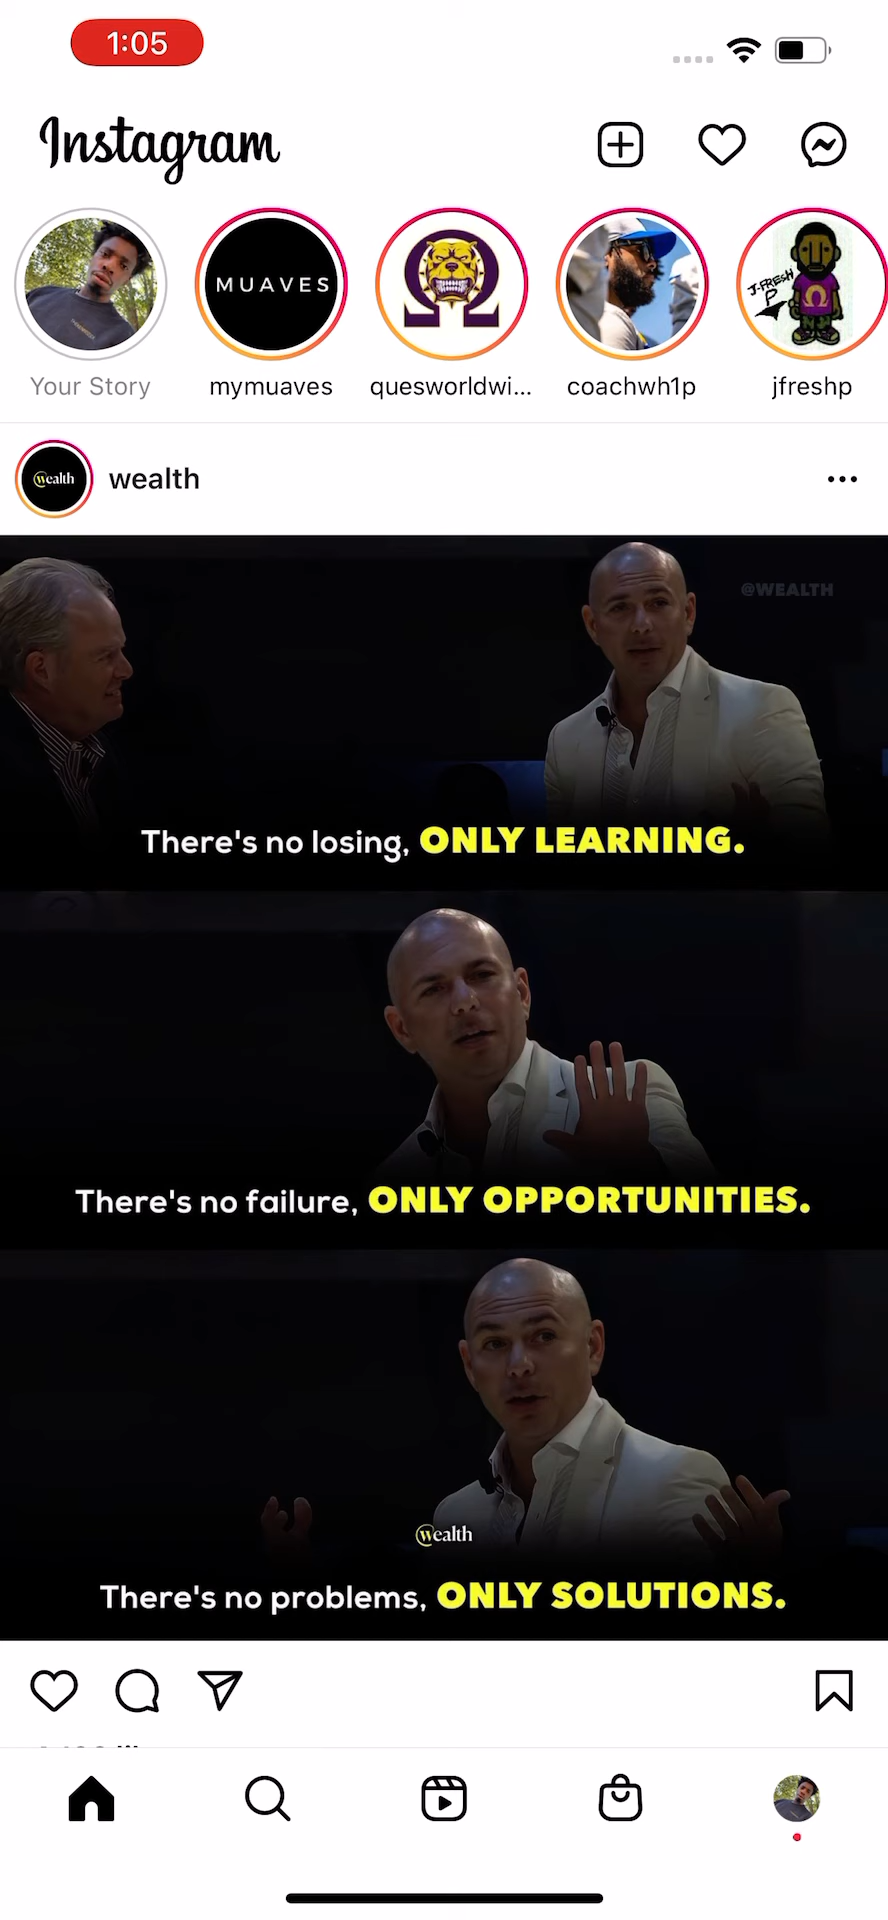 1:05
Instagram
MUAVES
J-FRESH
P
Your Story
mymuaves
quesworldwi...
coachwh1p
jfreshp
wealth
wealth
@WEALTH
There's no losing, ONLY LEARNING.
There's no failure, ONLY OPPORTUNITIES.
wealth
There's no problems, ONLY SOLUTIONS.